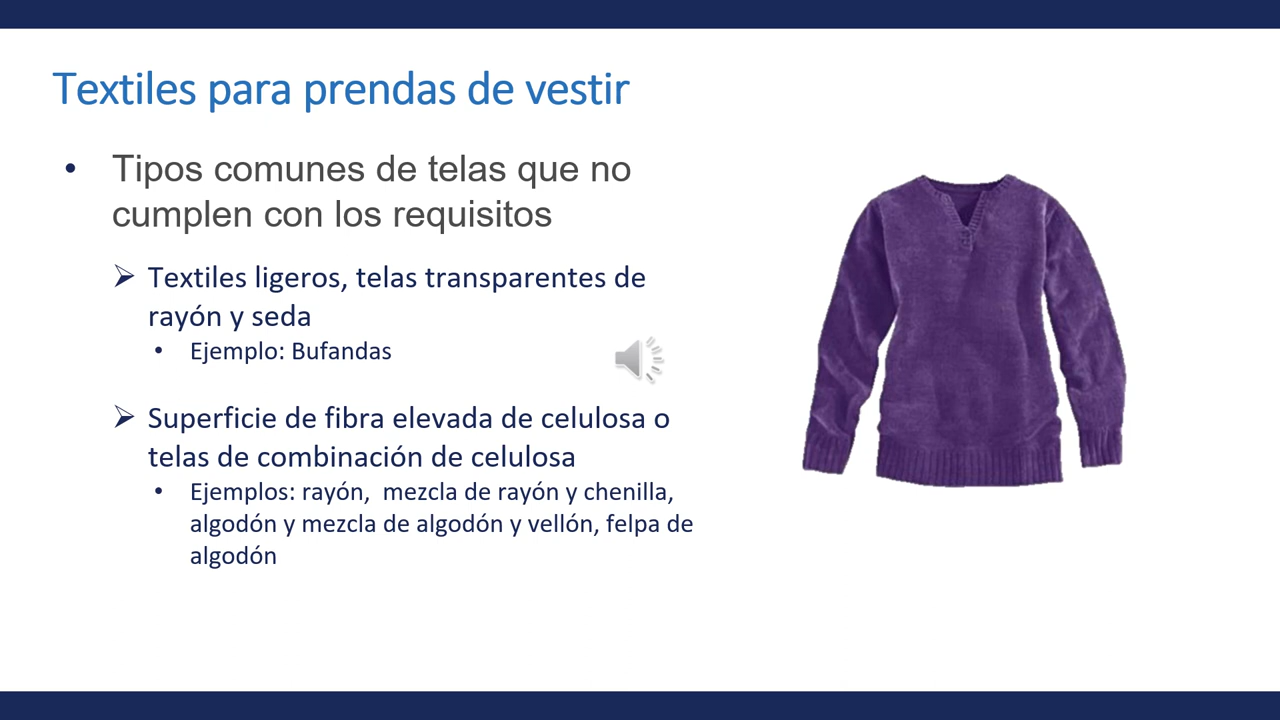 Textiles para prendas de vestir
• Tipos comunes de telas que no
cumplen con los requisitos
➢ Textiles ligeros, telas transparentes de
rayón y seda
• Ejemplo: Bufandas
➢ Superficie de fibra elevada de celulosa o
telas de combinación de celulosa
• Ejemplos: rayón,  mezcla de rayón y chenilla,
algodón y mezcla de algodón y vellón, felpa de
algodón